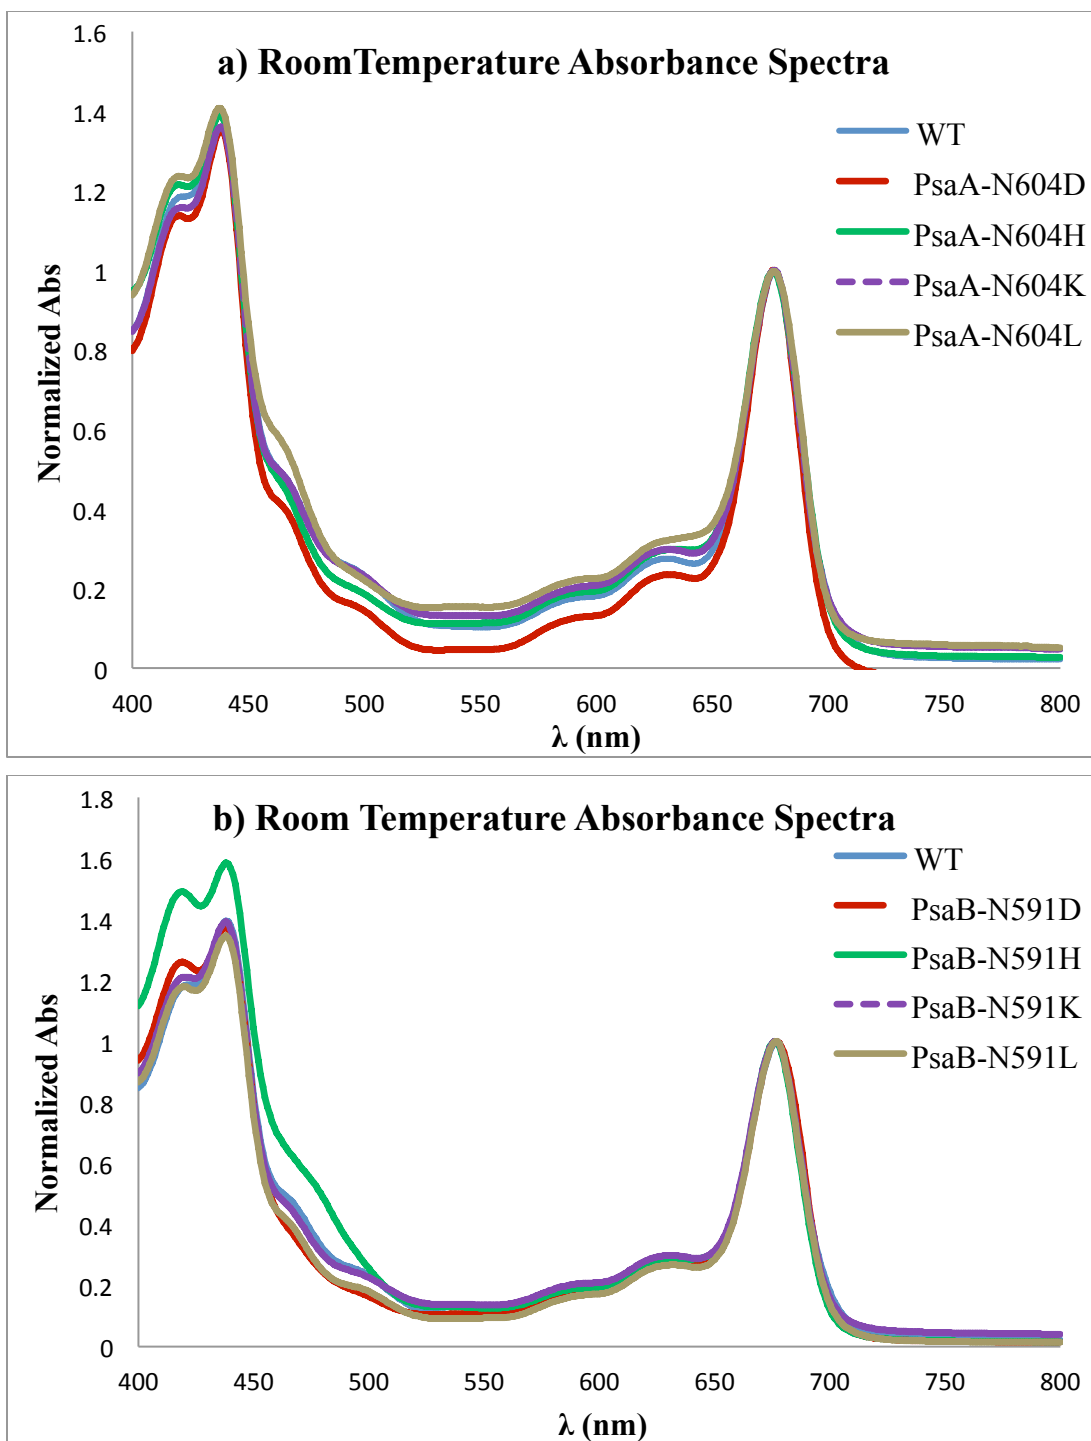 a) RoomTemperature Absorbance Spectra
1.6
1.4
1.2
1
0.8
0.6
0.4
0.2
0
Normalized Abs
WT
PsaA-N604D
PsaA-N604H
PsaA-N604K
PsaA-N604L
400 450 500 550 600 650 700 750 800
λ (nm)
b) Room Temperature Absorbance Spectra
1.8
1.6
1.4
1.2
1
0.8
0.6
0.4
0.2
0
Normalized Abs
WT
PsaB-N591D
PsaB-N591H
PsaB-N591K
PsaB-N591L
400 450 500 550 600 650 700 750 800
λ (nm)